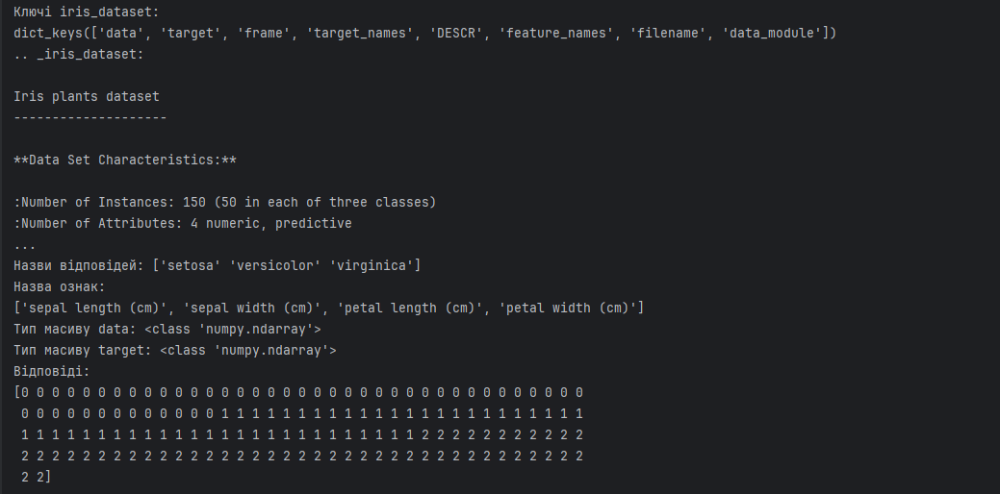 Ключі iris_dataset:
dict_keys(['data', 'target', 'frame', 'target_names', 'DESCR', 'feature_names', 'filename', 'data_module'])
.. _iris_dataset:
Iris plants dataset
--------------------
**Data Set Characteristics:**
:Number of Instances: 150 (50 in each of three classes)
:Number of Attributes: 4 numeric, predictive
...
Назви відповідей: ['setosa' 'versicolor' 'virginica']
Назва ознак:
['sepal length (cm)', 'sepal width (cm)', 'petal length (cm)', 'petal width (cm)']
Тип масиву data: <class 'numpy.ndarray'>
Тип масиву target: <class 'numpy.ndarray'>
Відповіді:
[0 0 0 0 0 0 0 0 0 0 0 0 0 0 0 0 0 0 0 0 0 0 0 0 0 0 0 0 0 0 0 0 0 0 0 0 0
 0 0 0 0 0 0 0 0 0 0 0 0 0 1 1 1 1 1 1 1 1 1 1 1 1 1 1 1 1 1 1 1 1 1 1 1 1
 1 1 1 1 1 1 1 1 1 1 1 1 1 1 1 1 1 1 1 1 1 1 1 1 1 1 2 2 2 2 2 2 2 2 2 2 2
 2 2 2 2 2 2 2 2 2 2 2 2 2 2 2 2 2 2 2 2 2 2 2 2 2 2 2 2 2 2 2 2 2 2 2 2 2
 2 2]